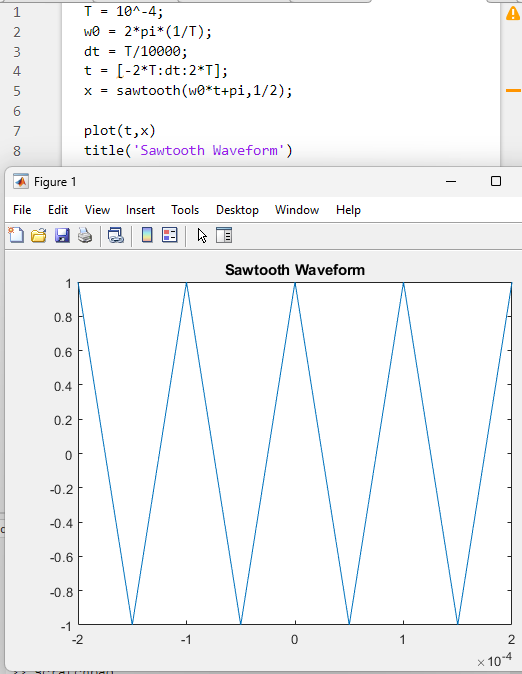 1 T = 10^-4;
2 w0 = 2*pi*(1/T);
3 dt = T/10000;
4 t = [-2*T:dt:2*T];
5 x = sawtooth(w0*t+pi,1/2);
6
7 plot(t,x)
8 title('Sawtooth Waveform')
Figure 1
File Edit View Insert Tools Desktop Window Help
Sawtooth Waveform
1
0.8
0.6
0.4
0.2
0
-0.2
-0.4
-0.6
-0.8
-1
-2 -1 0 1 2
×10-4